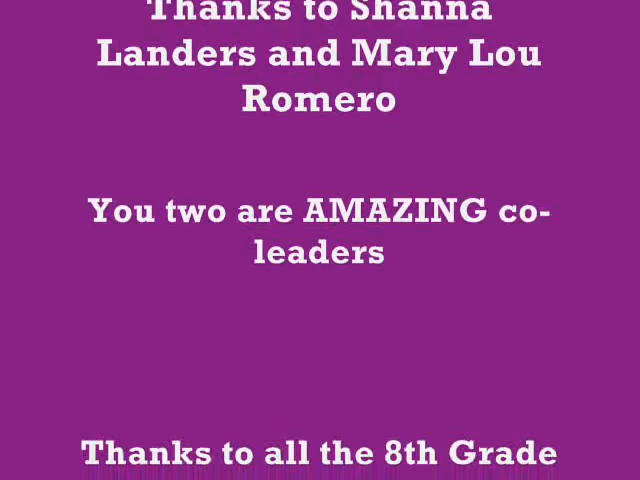 Thanks to Shanna
Landers and Mary Lou
Romero
You two are AMAZING co-
leaders
Thanks to all the 8th Grade